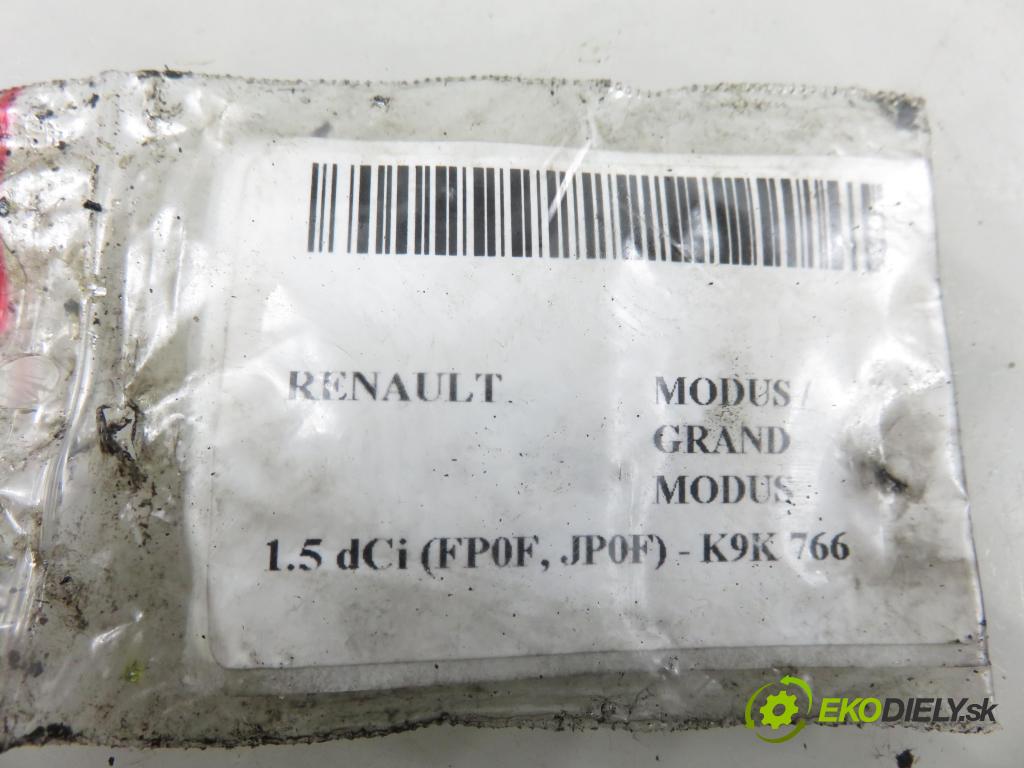 RENAULT
MODUS /
GRAND
MODUS
1.5 dCi (FP0F, JP0F) - K9K 766
EKODIELY.sk